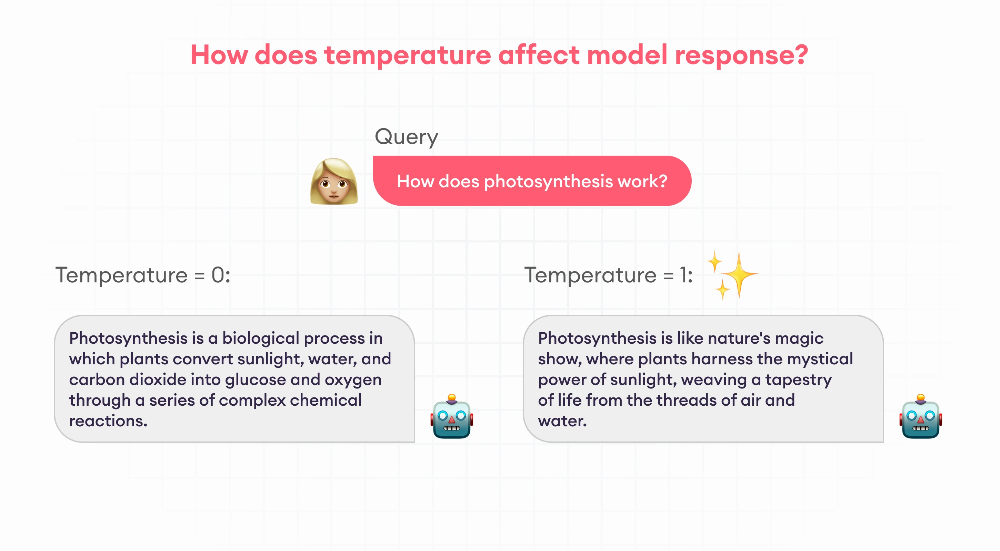 How does temperature affect model response?
Query
How does photosynthesis work?
Temperature = 0:
Photosynthesis is a biological process in
which plants convert sunlight, water, and
carbon dioxide into glucose and oxygen
through a series of complex chemical
reactions.
Temperature = 1:
Photosynthesis is like nature's magic
show, where plants harness the mystical
power of sunlight, weaving a tapestry
of life from the threads of air and
water.